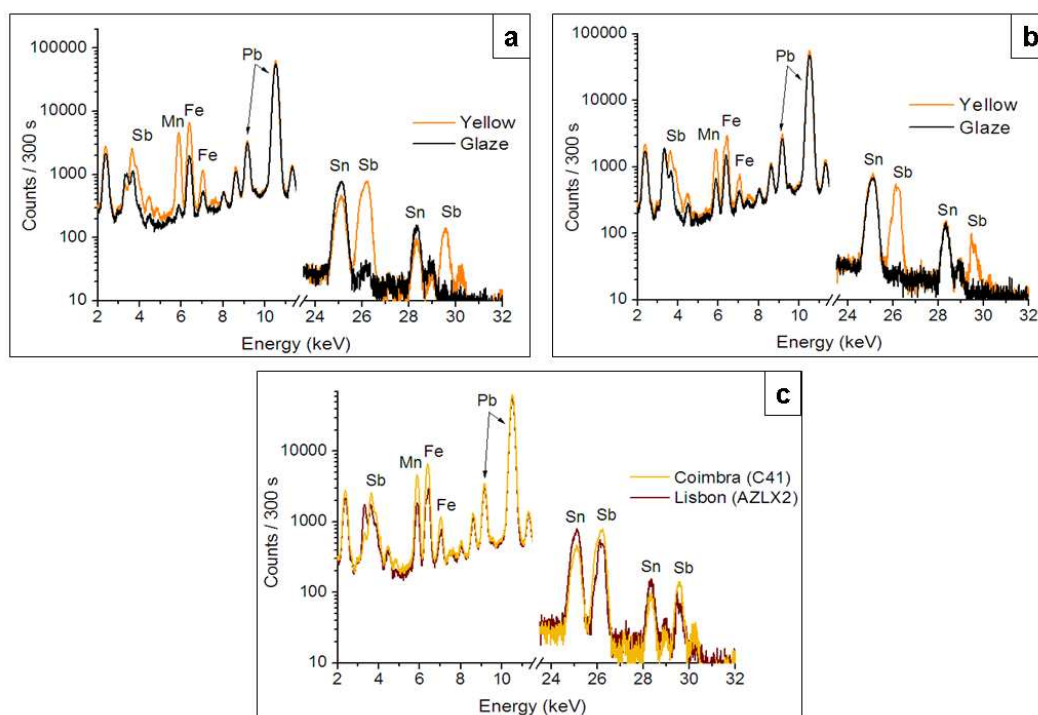 a
100000
10000
1000
100
10
Counts / 300 s
Sb
Mn
Fe
Fe
Pb
Sn
Sb
Sn
Sb
Yellow
Glaze
2 4 6 8 10 24 26 28 30 32
Energy (keV)
b
100000
10000
1000
100
10
Counts / 300 s
Sb
Mn
Fe
Fe
Pb
Sn
Sb
Sn
Sb
Yellow
Glaze
2 4 6 8 10 24 26 28 30 32
Energy (keV)
c
10000
1000
100
10
Counts / 300 s
Sb
Mn
Fe
Fe
Pb
Sn
Sb
Sn
Sb
Coimbra (C41)
Lisbon (AZLX2)
2 4 6 8 10 24 26 28 30 32
Energy (keV)